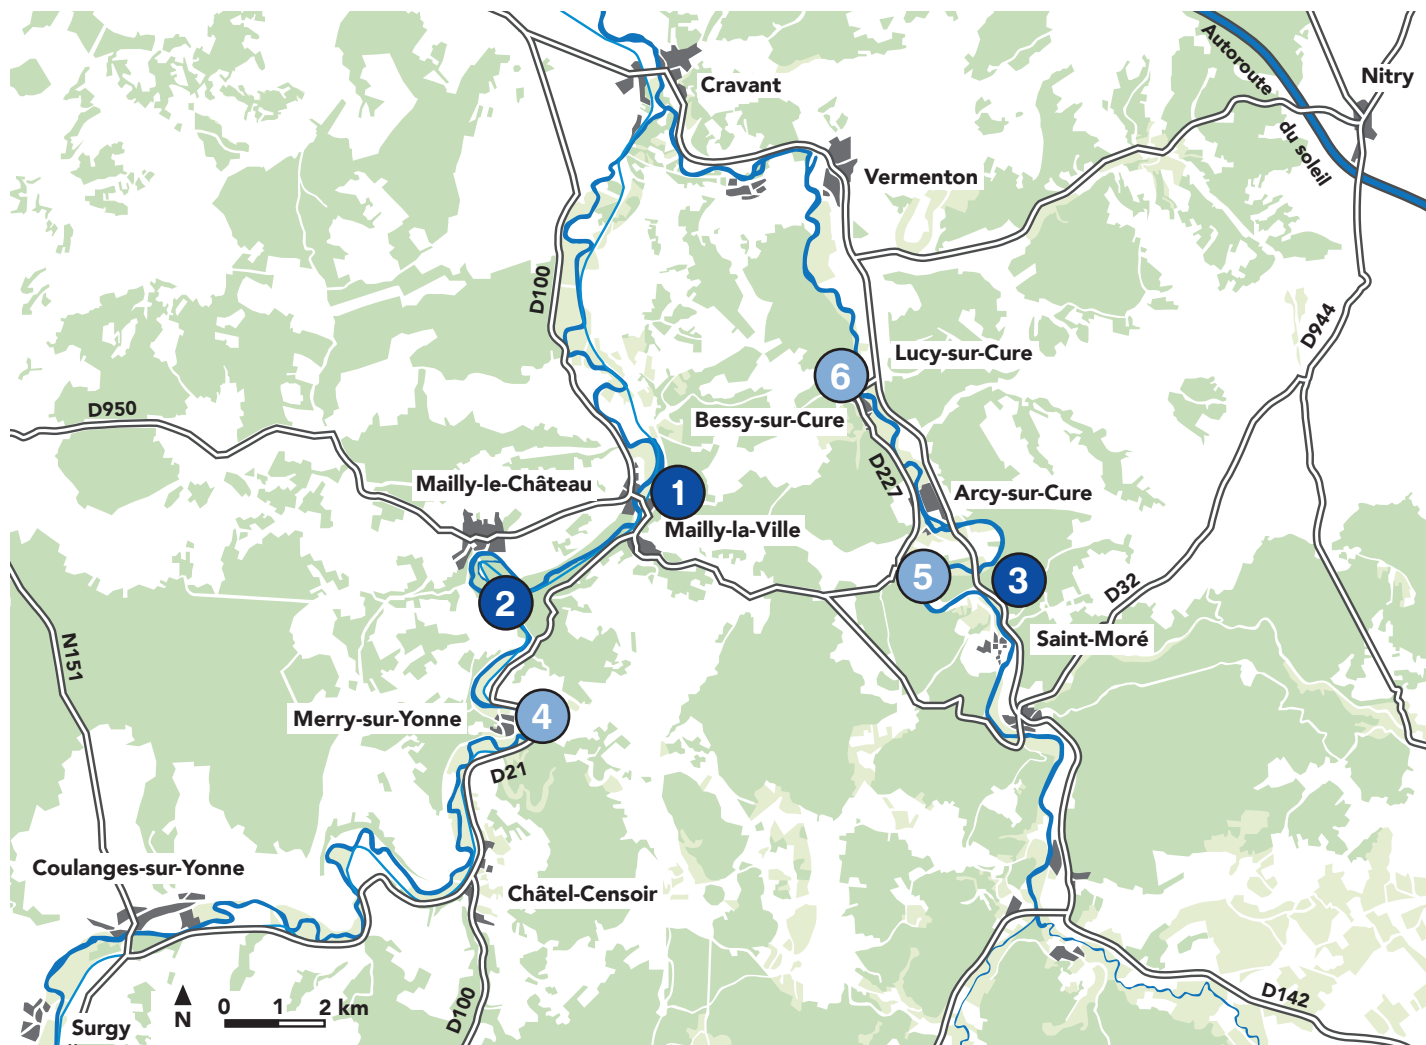 Autoroute
du soleil
Nitry
Cravant
Vermenton
D100
D944
Lucy-sur-Cure
6
D950
Bessy-sur-Cure
D227
Mailly-le-Château
1
Arcy-sur-Cure
Mailly-la-Ville
5
3
D32
2
N151
Saint-Moré
Merry-sur-Yonne
4
D21
Coulanges-sur-Yonne
Châtel-Censoir
D100
D142
N
0 1 2 km
Surgy